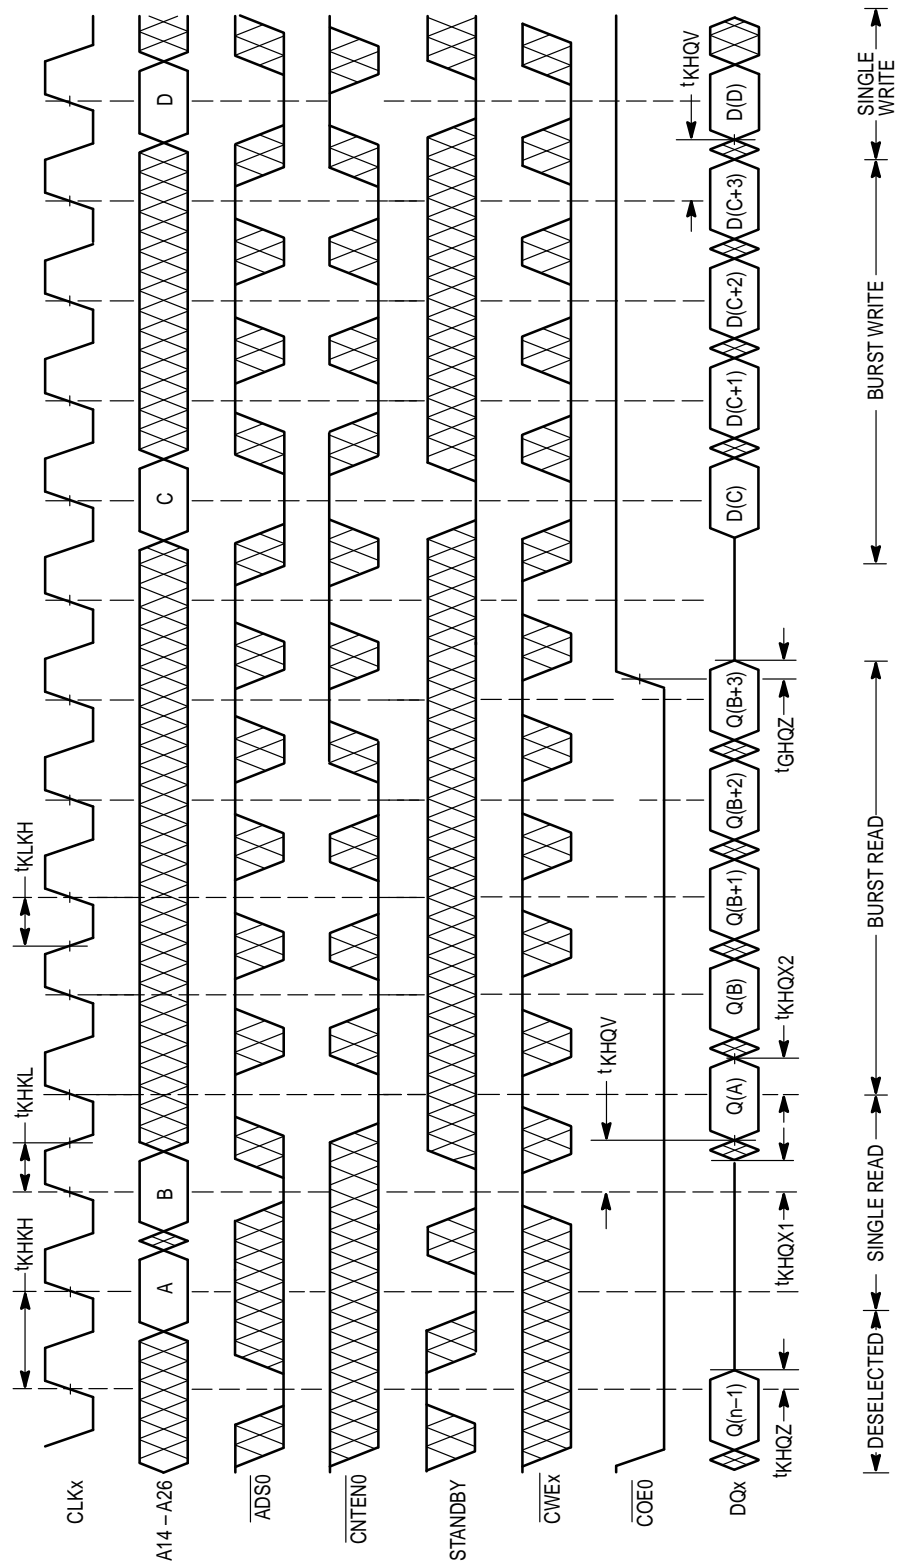 tKHKH
tKHKL
tKLKH
CLKx
A14 – A26
A
B
C
D
ADS0
CNTEN0
STANDBY
CWEx
tKHQV
tKHQV
COE0
DQx
Q(n–1)
Q(A)
Q(B)
Q(B+1)
Q(B+2)
Q(B+3)
D(C)
D(C+1)
D(C+2)
D(C+3)
D(D)
tKHQZ
tKHQX1
tKHQX2
tGHQZ
DESELECTED
SINGLE READ
BURST READ
BURST WRITE
SINGLE
WRITE